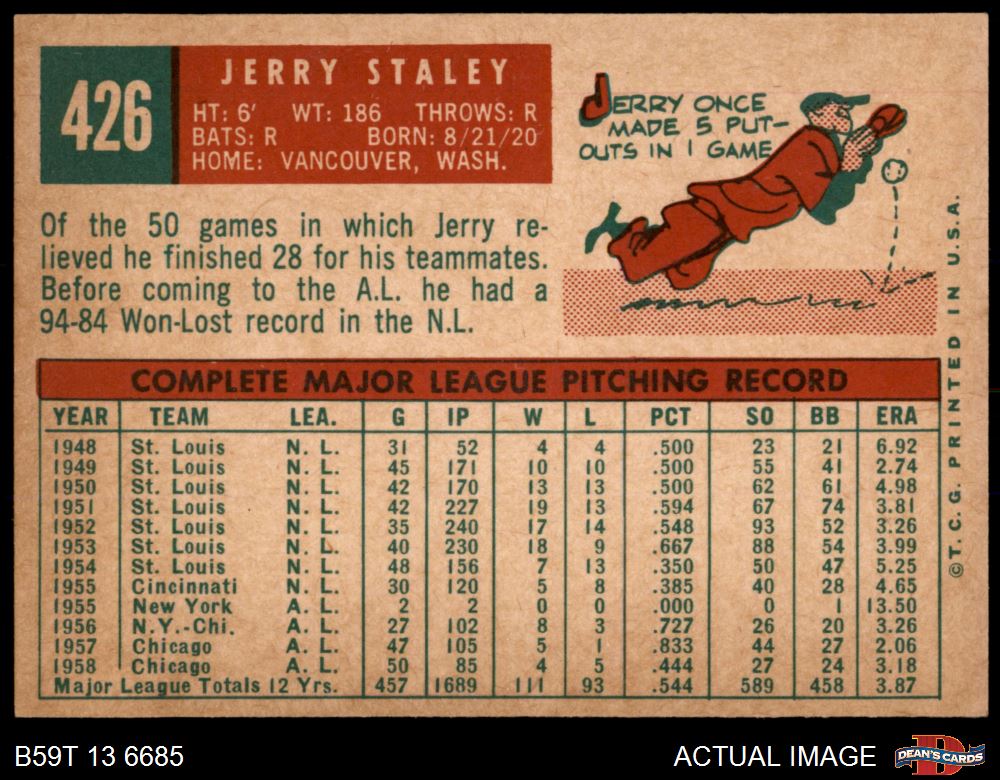 426
JERRY STALEY
HT: 6' WT: 186 THROWS: R
BATS: R BORN: 8/21/20
HOME: VANCOUVER, WASH.
JERRY ONCE
MADE 5 PUT-
OUTS IN 1 GAME
Of the 50 games in which Jerry re-
lieved he finished 28 for his teammates.
Before coming to the A.L. he had a
94-84 Won-Lost record in the N.L.
COMPLETE MAJOR LEAGUE PITCHING RECORD
YEAR TEAM LEA. G IP W L PCT SO BB ERA
1948 St. Louis N. L. 31 52 4 4 .500 23 21 6.92
1949 St. Louis N. L. 45 171 10 10 .500 55 41 2.74
1950 St. Louis N. L. 42 170 13 13 .500 62 61 4.98
1951 St. Louis N. L. 42 227 19 13 .594 67 74 3.81
1952 St. Louis N. L. 35 240 17 14 .548 93 52 3.26
1953 St. Louis N. L. 40 230 18 9 .667 88 54 3.99
1954 St. Louis N. L. 48 156 7 13 .350 50 47 5.25
1955 Cincinnati N. L. 30 120 5 8 .385 40 28 4.65
1955 New York A. L. 2 2 0 0 .000 0 1 13.50
1956 N.Y.-Chi. A. L. 27 102 8 3 .727 26 20 3.26
1957 Chicago A. L. 47 105 5 1 .833 44 27 2.06
1958 Chicago A. L. 50 85 4 5 .444 27 24 3.18
Major League Totals 12 Yrs. 457 1689 111 93 .544 589 458 3.87
©T. C. G. PRINTED IN U.S.A.
B59T 13 6685
ACTUAL IMAGE
D
DEAN'S CARDS